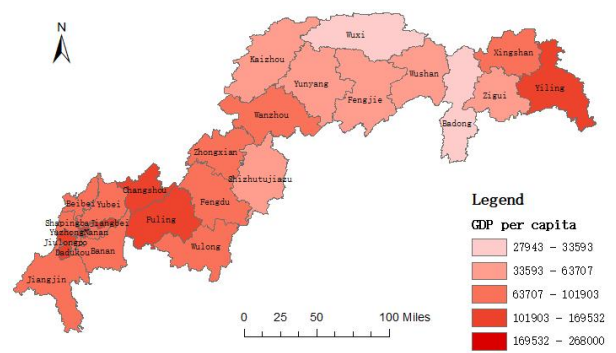 N
Wuxi
Kaizhou
Xingshan
Yunyang
Wushan
Yiling
Fengjie
Zigui
Wanzhou
Badong
Zhongxian
Shizhutujiazu
Changshou
Beibei
Yubei
Fengdu
Shapingba
Jiangbei
Fuling
Yuzhong
Nanan
Jiulongpo
Dadukou
Banan
Wulong
Jiangjin
Legend
GDP per capita
27943 - 33593
33593 - 63707
63707 - 101903
101903 - 169532
169532 - 268000
0 25 50 100 Miles